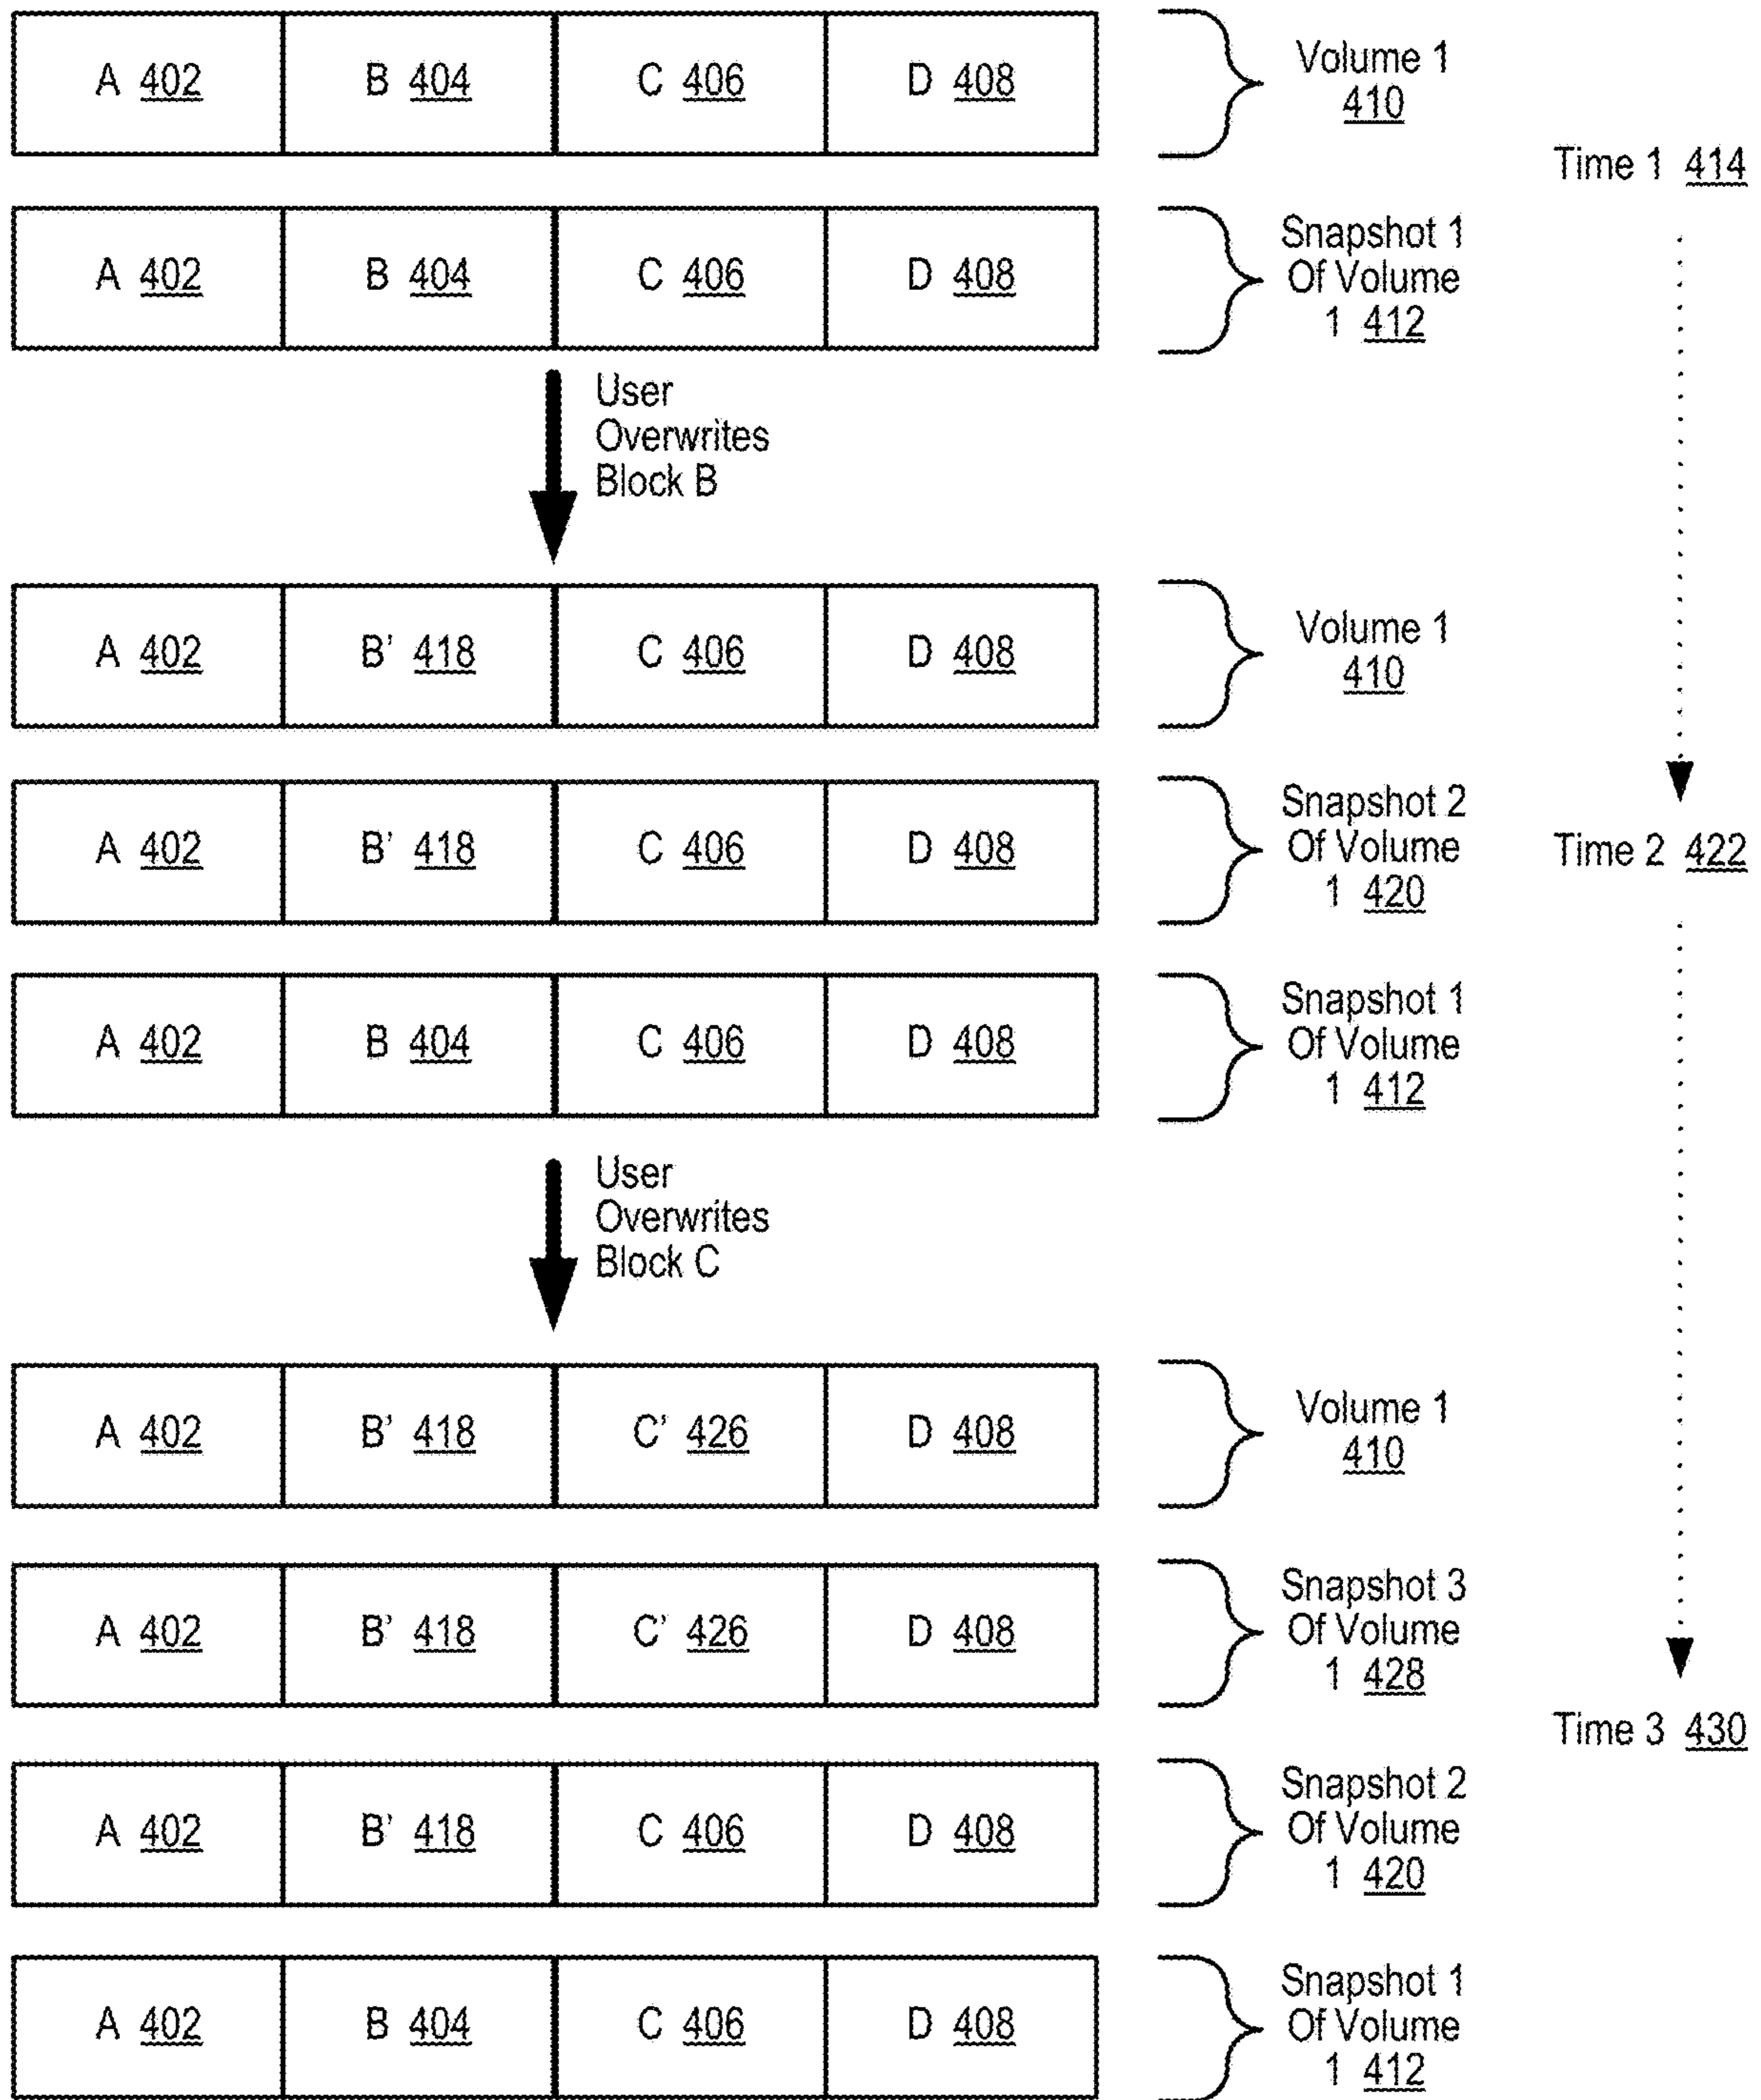 A 402 B 404 C 406 D 408
Volume 1
410
Time 1 414
A 402 B 404 C 406 D 408
Snapshot 1
Of Volume
1 412
User
Overwrites
Block B
A 402 B' 418 C 406 D 408
Volume 1
410
A 402 B' 418 C 406 D 408
Snapshot 2
Of Volume
1 420
Time 2 422
A 402 B 404 C 406 D 408
Snapshot 1
Of Volume
1 412
User
Overwrites
Block C
A 402 B' 418 C' 426 D 408
Volume 1
410
A 402 B' 418 C' 426 D 408
Snapshot 3
Of Volume
1 428
Time 3 430
A 402 B' 418 C 406 D 408
Snapshot 2
Of Volume
1 420
A 402 B 404 C 406 D 408
Snapshot 1
Of Volume
1 412